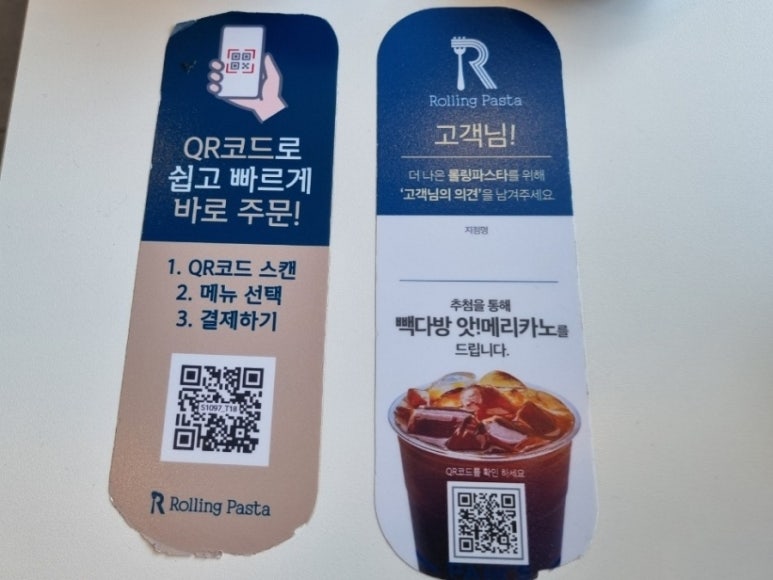 QR코드로
쉽고 빠르게
바로 주문!
1. QR코드 스캔
2. 메뉴 선택
3. 결제하기
S1097_T18
Rolling Pasta
Rolling Pasta
고객님!
더 나은 롤링파스타를 위해
'고객님의 의견'을 남겨주세요.
지점명
추첨을 통해
빽다방 앗!메리카노를
드립니다.
QR코드를 확인 하세요